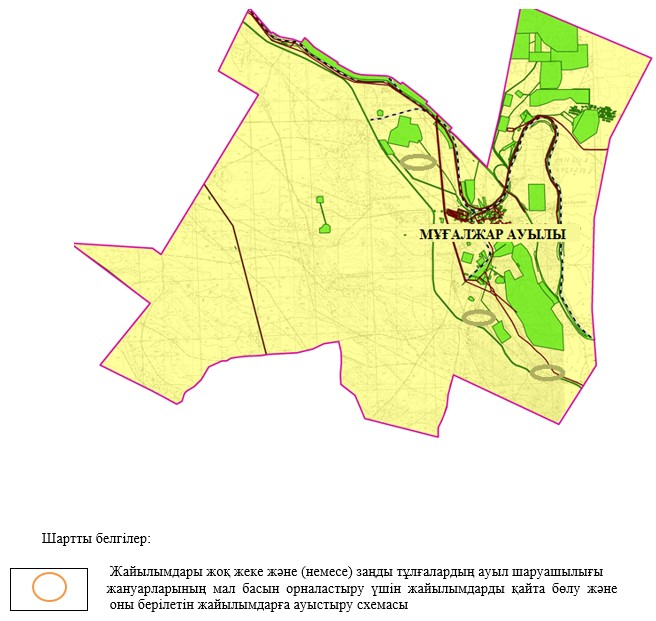 МҰҒАЛЖАР АУЫЛЫ
Шартты белгілер:
Жайылымдары жоқ жеке және (немесе) заңды тұлғалардың ауыл шаруашылығы
жануарларының мал басын орналастыру үшін жайылымдарды қайта бөлу және
оны берілетін жайылымдарға ауыстыру схемасы